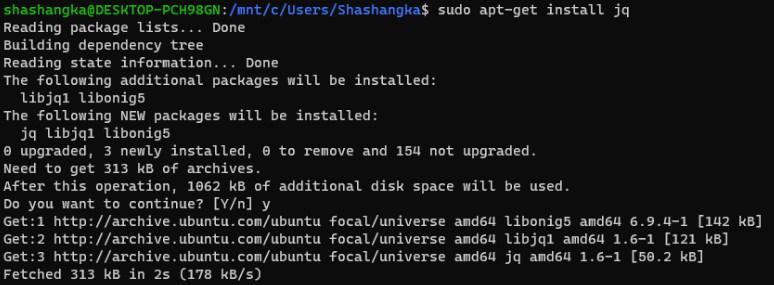 shashangka@DESKTOP-PCH98GN:/mnt/c/Users/Shashangka$ sudo apt-get install jq
Reading package lists... Done
Building dependency tree
Reading state information... Done
The following additional packages will be installed:
  libjq1 libonig5
The following NEW packages will be installed:
  jq libjq1 libonig5
0 upgraded, 3 newly installed, 0 to remove and 154 not upgraded.
Need to get 313 kB of archives.
After this operation, 1062 kB of additional disk space will be used.
Do you want to continue? [Y/n] y
Get:1 http://archive.ubuntu.com/ubuntu focal/universe amd64 libonig5 amd64 6.9.4-1 [142 kB]
Get:2 http://archive.ubuntu.com/ubuntu focal/universe amd64 libjq1 amd64 1.6-1 [121 kB]
Get:3 http://archive.ubuntu.com/ubuntu focal/universe amd64 jq amd64 1.6-1 [50.2 kB]
Fetched 313 kB in 2s (178 kB/s)